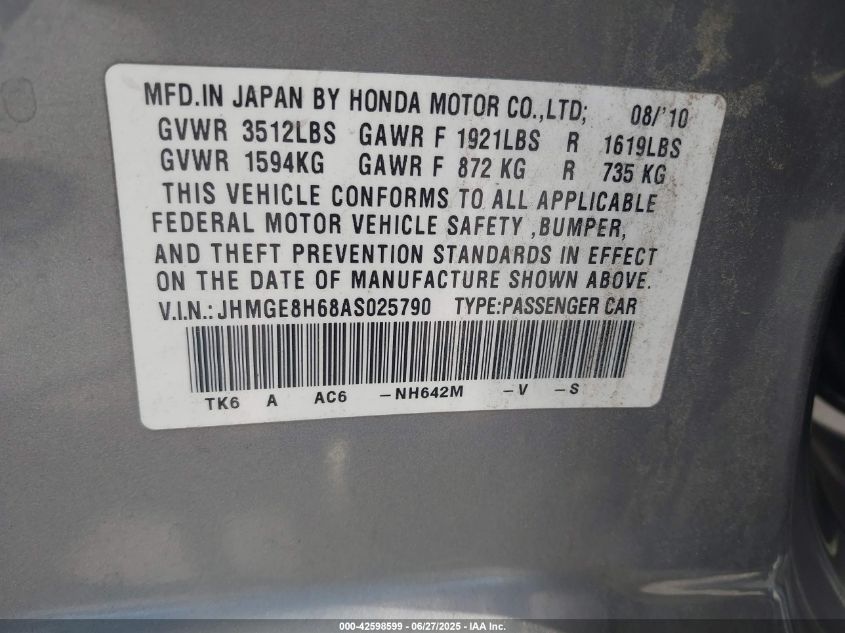 MFD.IN JAPAN BY HONDA MOTOR CO.,LTD; 08/'10
GVWR 3512LBS GAWR F 1921LBS R 1619LBS
GVWR 1594KG GAWR F 872 KG R 735 KG
THIS VEHICLE CONFORMS TO ALL APPLICABLE
FEDERAL MOTOR VEHICLE SAFETY ,BUMPER,
AND THEFT PREVENTION STANDARDS IN EFFECT
ON THE DATE OF MANUFACTURE SHOWN ABOVE.
V.I.N.: JHMGE8H68AS025790 TYPE:PASSENGER CAR
TK6 A AC6 -NH642M -V -S
000-42598599 - 06/27/2025 - IAA Inc.